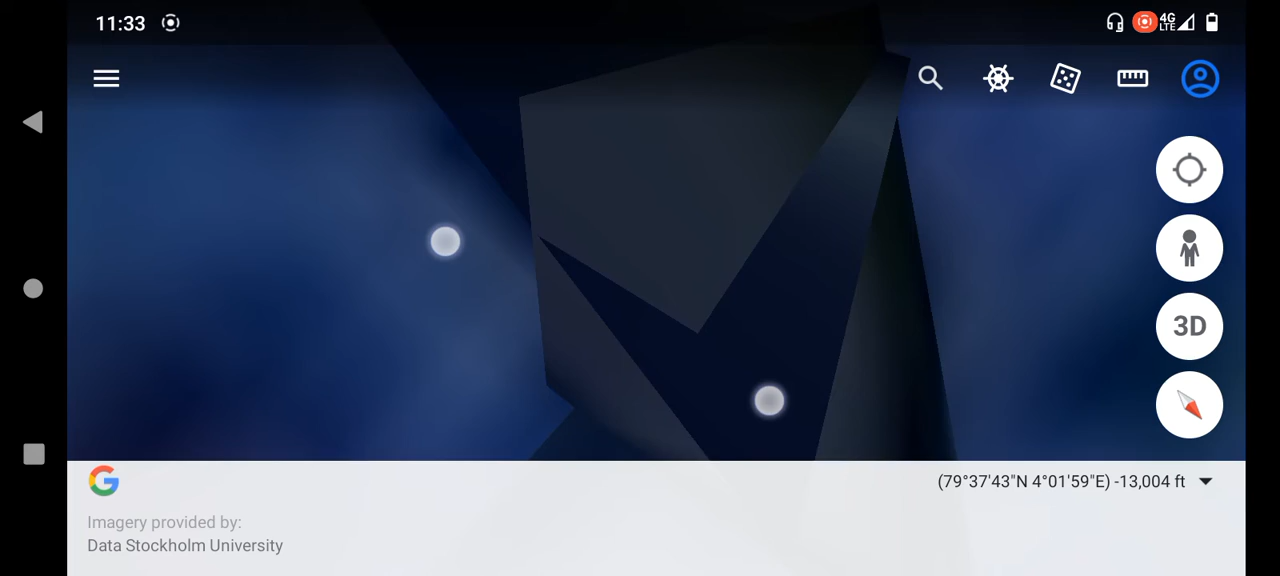 11:33
4G
LTE
3D
G
(79°37'43"N 4°01'59"E) -13,004 ft
Imagery provided by:
Data Stockholm University